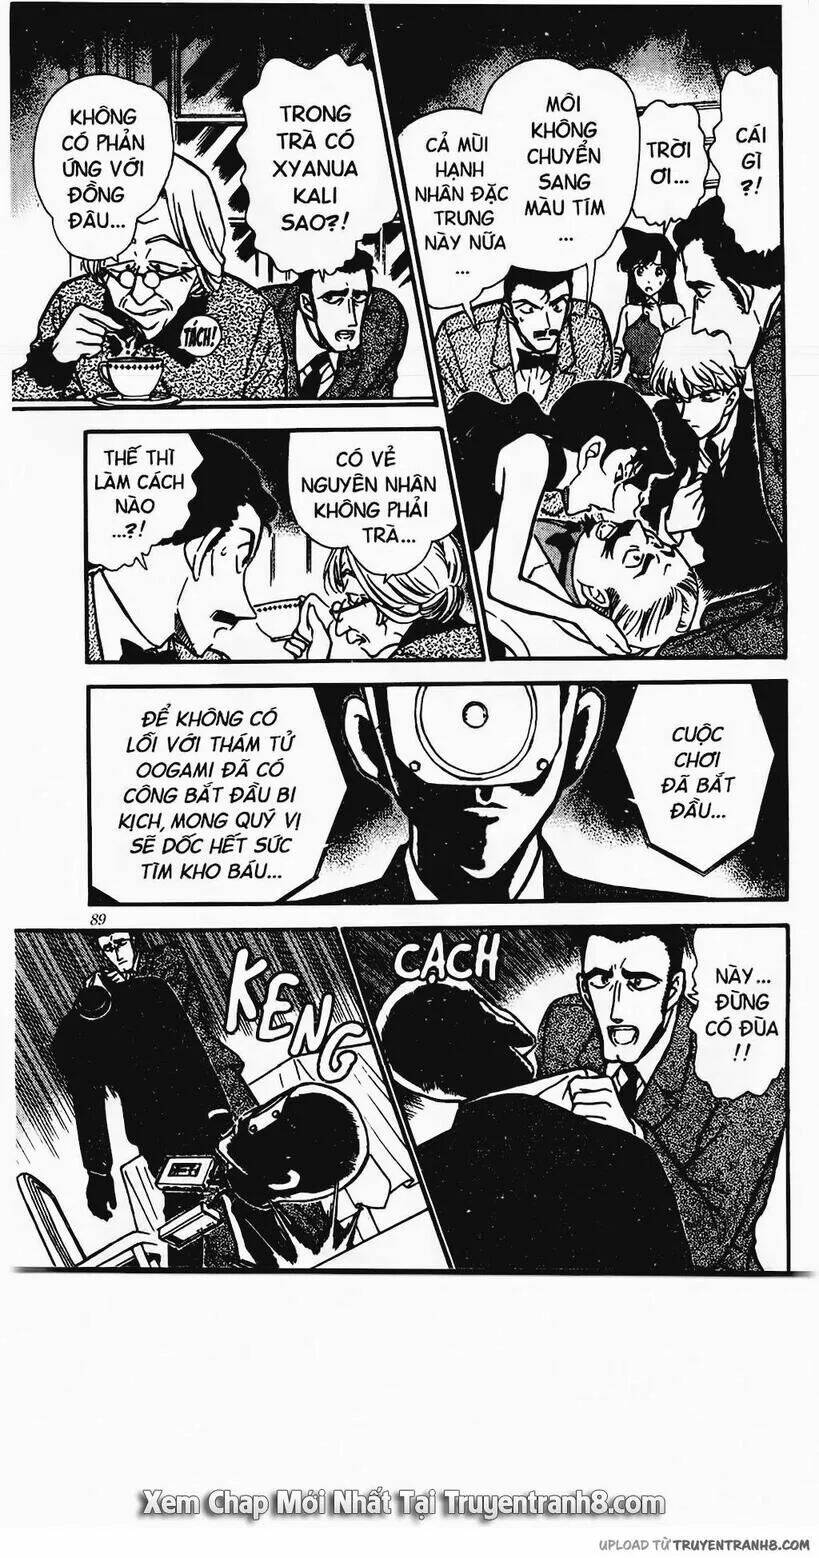 CÁI
GÌ
?!
TRỜI
ƠI...
MÔI
KHÔNG
CHUYỂN
SANG
MÀU TÍM
...
CẢ MÙI
HẠNH
NHÂN ĐẶC
TRƯNG
NÀY NỮA
...
TRONG
TRÀ CÓ
XYANUA
KALI
SAO?!
KHÔNG
CÓ PHẢN
ỨNG VỚI
ĐỒNG
ĐÂU...
TÁCH!
CÓ VẺ
NGUYÊN NHÂN
KHÔNG PHẢI
TRÀ...
THẾ THÌ
LÀM CÁCH
NÀO
...?!
CUỘC
CHƠI
ĐÃ BẮT
ĐẦU...
ĐỂ KHÔNG CÓ
LỖI VỚI THÁM TỬ
OOGAMI ĐÃ CÓ
CÔNG BẮT ĐẦU BI
KỊCH, MONG QUÝ VỊ
SẼ DỐC HẾT SỨC
TÌM KHO BÁU...
89
NÀY...
ĐỪNG
CÓ ĐÙA
!!
CẠCH
KENG
Xem Chap Mới Nhất Tại Truyentranh8.com
UPLOAD TỪ TRUYENTRANH8.COM